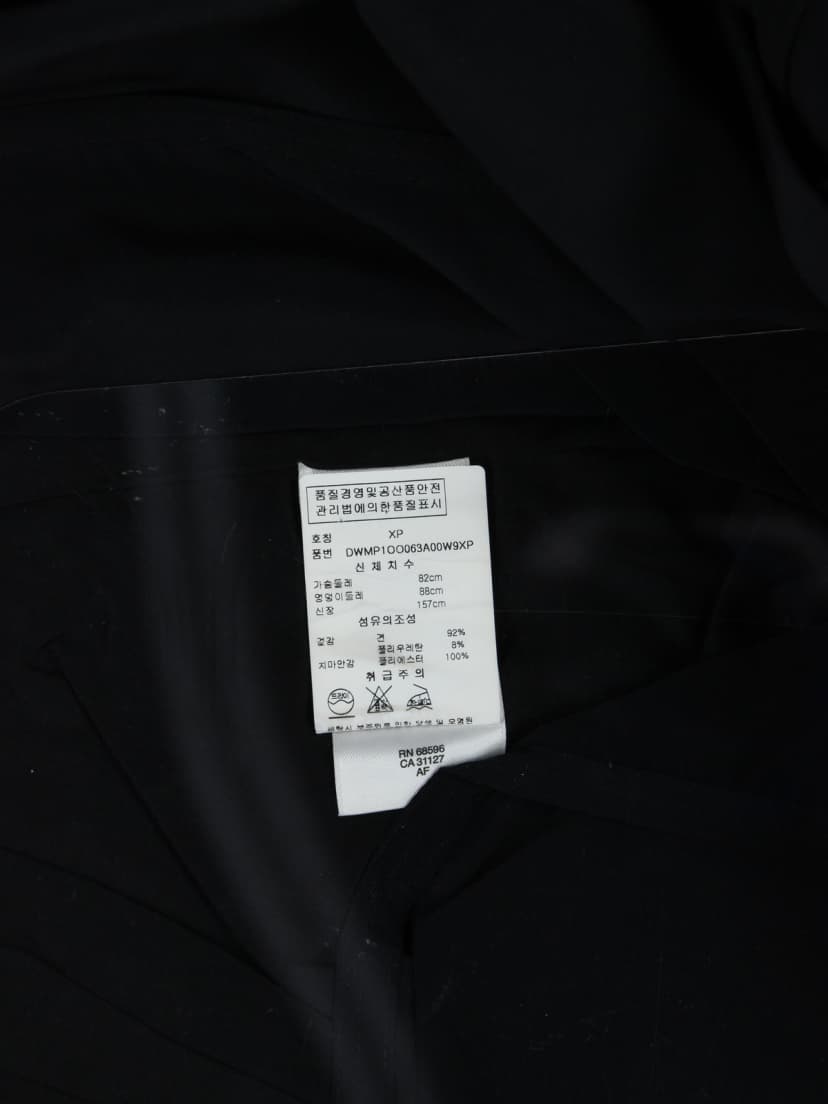 품질경영및공산품안전
관리법에의한품질표시
호칭 XP
품번 DWMP1OO063A00W9XP
신체치수
가슴둘레 82cm
엉덩이둘레 88cm
신장 157cm
섬유의조성
겉감 견 92%
폴리우레탄 8%
치마안감 폴리에스터 100%
취급주의
드라이
RN 68596
CA 31127
AF